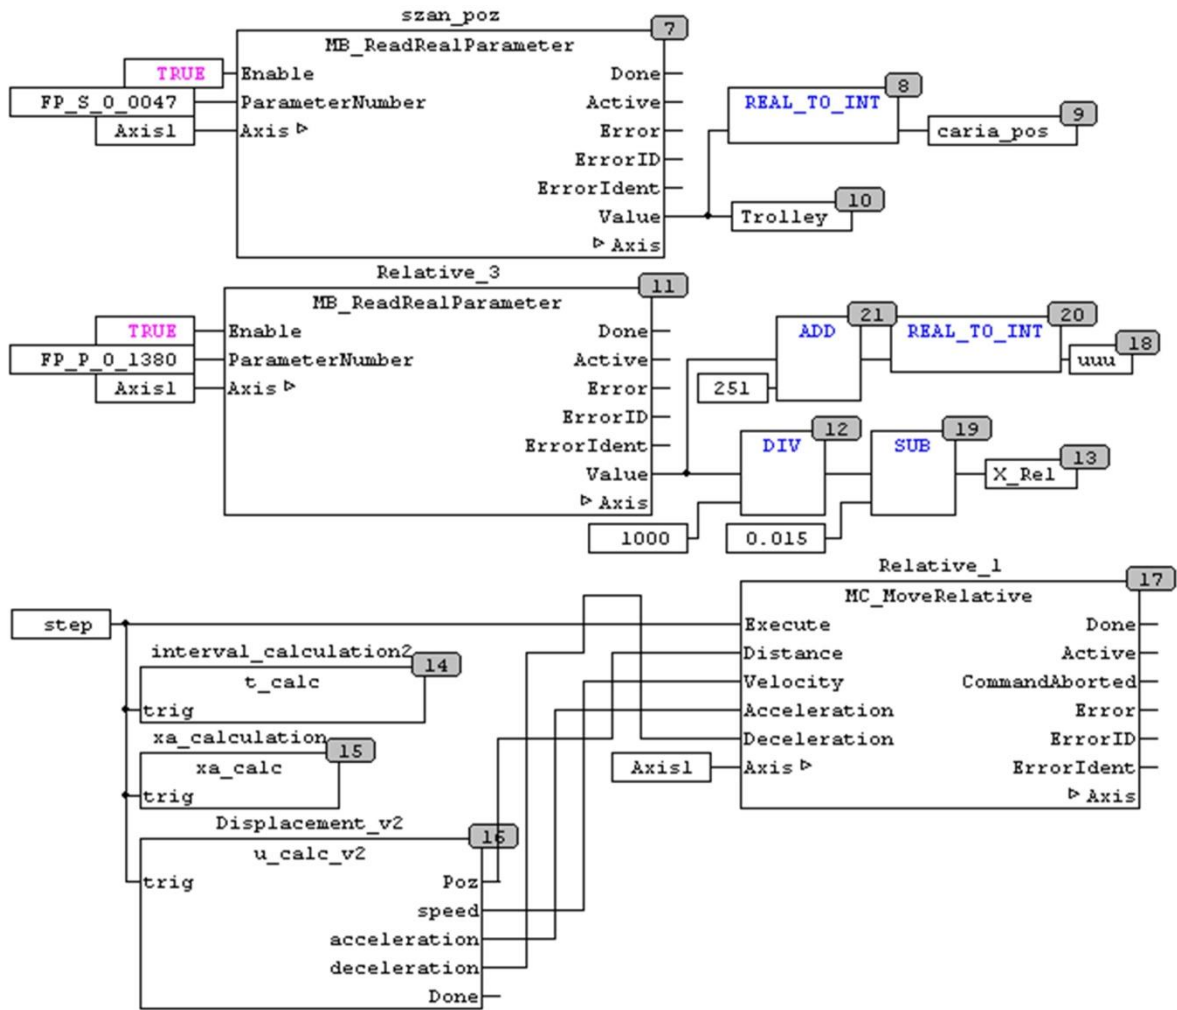 szan_poz
7
MB_ReadRealParameter
TRUE Enable Done
FP_S_0_0047 ParameterNumber Active
Axis1 Axis Error
ErrorID
ErrorIdent
Value
Axis
8
REAL_TO_INT
9
caria_pos
10
Trolley
Relative_3
11
MB_ReadRealParameter
TRUE Enable Done
FP_P_0_1380 ParameterNumber Active
Axis1 Axis Error
ErrorID
ErrorIdent
Value
Axis
21
ADD
251
20
REAL_TO_INT
18
uuu
12
DIV
1000
19
SUB
0.015
13
X_Rel
step
interval_calculation2
14
t_calc
trig
xa_calculation
15
xa_calc
trig
Displacement_v2
16
u_calc_v2
trig Poz
speed
acceleration
deceleration
Done
Relative_1
17
MC_MoveRelative
Execute Done
Distance Active
Velocity CommandAborted
Acceleration Error
Deceleration ErrorID
Axis1 Axis ErrorIdent
Axis